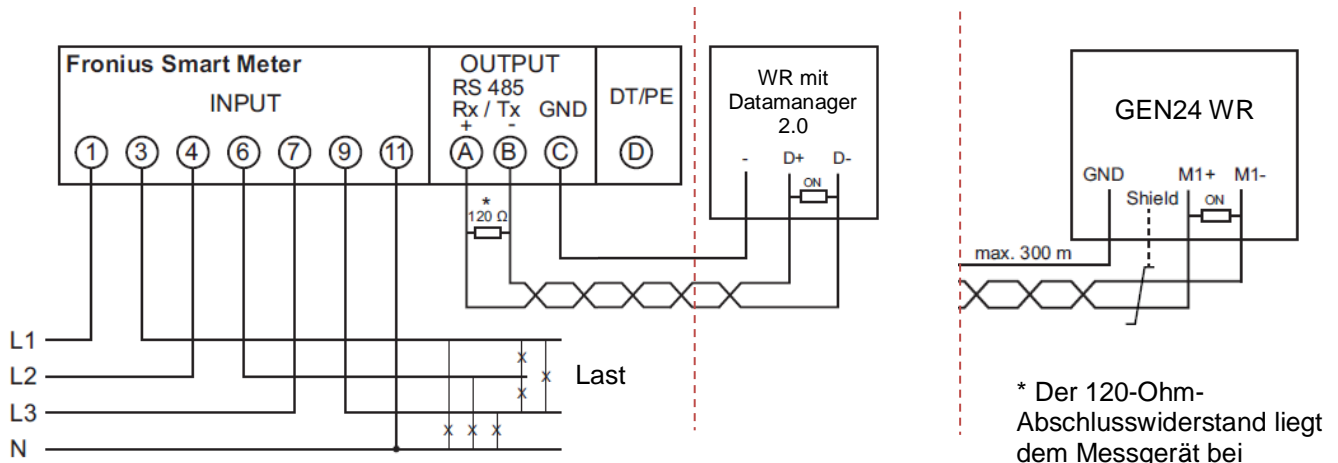 Fronius Smart Meter
INPUT
1 3 4 6 7 9 11
OUTPUT
RS 485
Rx / Tx GND
+ -
A B C
DT/PE
D
*
120 Ω
WR mit
Datamanager
2.0
- D+ D-
ON
GEN24 WR
GND M1+ M1-
Shield ON
max. 300 m
L1
L2
L3
N
x
x x
x
x x x
Last
* Der 120-Ohm-
Abschlusswiderstand liegt
dem Messgerät bei